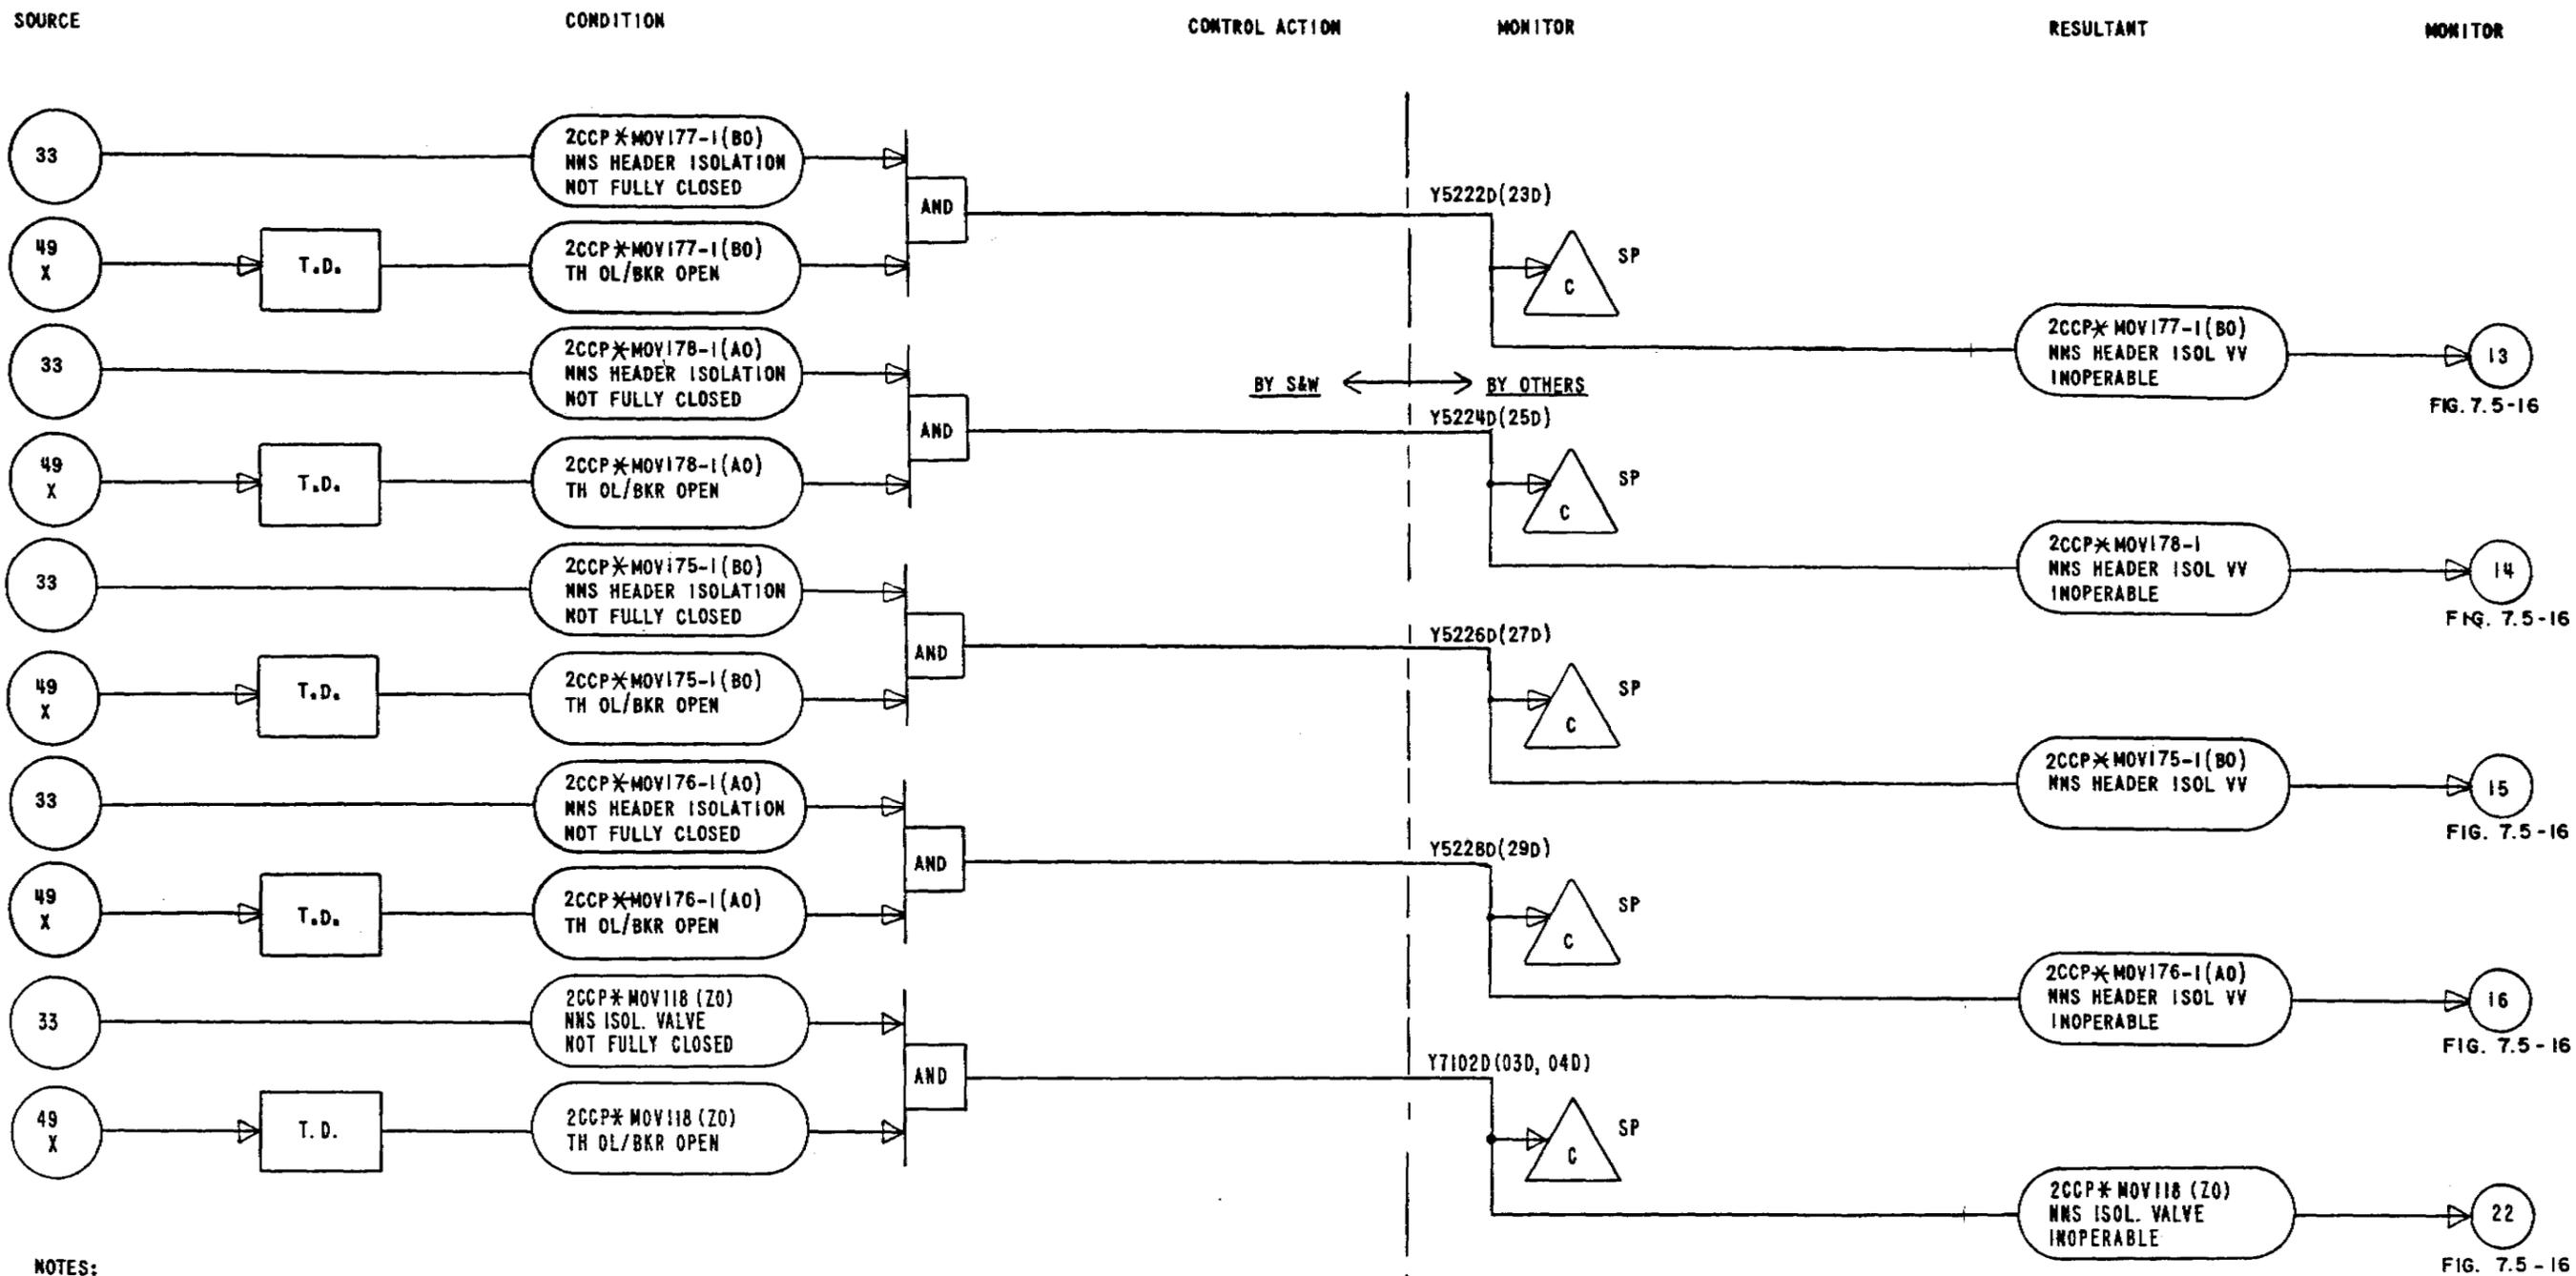 SOURCE CONDITION CONTROL ACTION MONITOR RESULTANT MONITOR
33
2CCP*MOV177-1(BO)
NNS HEADER ISOLATION
NOT FULLY CLOSED
49
X
T.D.
2CCP*MOV177-1(BO)
TH OL/BKR OPEN
AND
Y5222D(23D)
C
SP
2CCP*MOV177-1(BO)
NNS HEADER ISOL VV
INOPERABLE
13
FIG. 7.5-16
33
2CCP*MOV178-1(AO)
NNS HEADER ISOLATION
NOT FULLY CLOSED
49
X
T.D.
2CCP*MOV178-1(AO)
TH OL/BKR OPEN
AND
BY S&W
BY OTHERS
Y5224D(25D)
C
SP
2CCP*MOV178-1
NNS HEADER ISOL VV
INOPERABLE
14
FIG. 7.5-16
33
2CCP*MOV175-1(BO)
NNS HEADER ISOLATION
NOT FULLY CLOSED
49
X
T.D.
2CCP*MOV175-1(BO)
TH OL/BKR OPEN
AND
Y5226D(27D)
C
SP
2CCP*MOV175-1(BO)
NNS HEADER ISOL VV
15
FIG. 7.5-16
33
2CCP*MOV176-1(AO)
NNS HEADER ISOLATION
NOT FULLY CLOSED
49
X
T.D.
2CCP*MOV176-1(AO)
TH OL/BKR OPEN
AND
Y5228D(29D)
C
SP
2CCP*MOV176-1(AO)
NNS HEADER ISOL VV
INOPERABLE
16
FIG. 7.5-16
33
2CCP*MOV118(ZO)
NNS ISOL. VALVE
NOT FULLY CLOSED
49
X
T.D.
2CCP*MOV118(ZO)
TH OL/BKR OPEN
AND
Y7102D(03D, 04D)
C
SP
2CCP*MOV118(ZO)
NNS ISOL. VALVE
INOPERABLE
22
FIG. 7.5-16
NOTES: